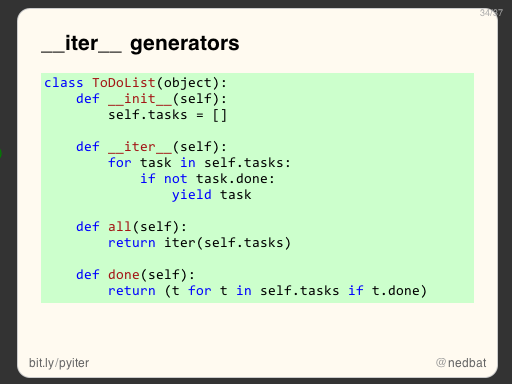 34/37
__iter__ generators
class ToDoList(object):
    def __init__(self):
        self.tasks = []

    def __iter__(self):
        for task in self.tasks:
            if not task.done:
                yield task

    def all(self):
        return iter(self.tasks)

    def done(self):
        return (t for t in self.tasks if t.done)
bit.ly/pyiter
@nedbat